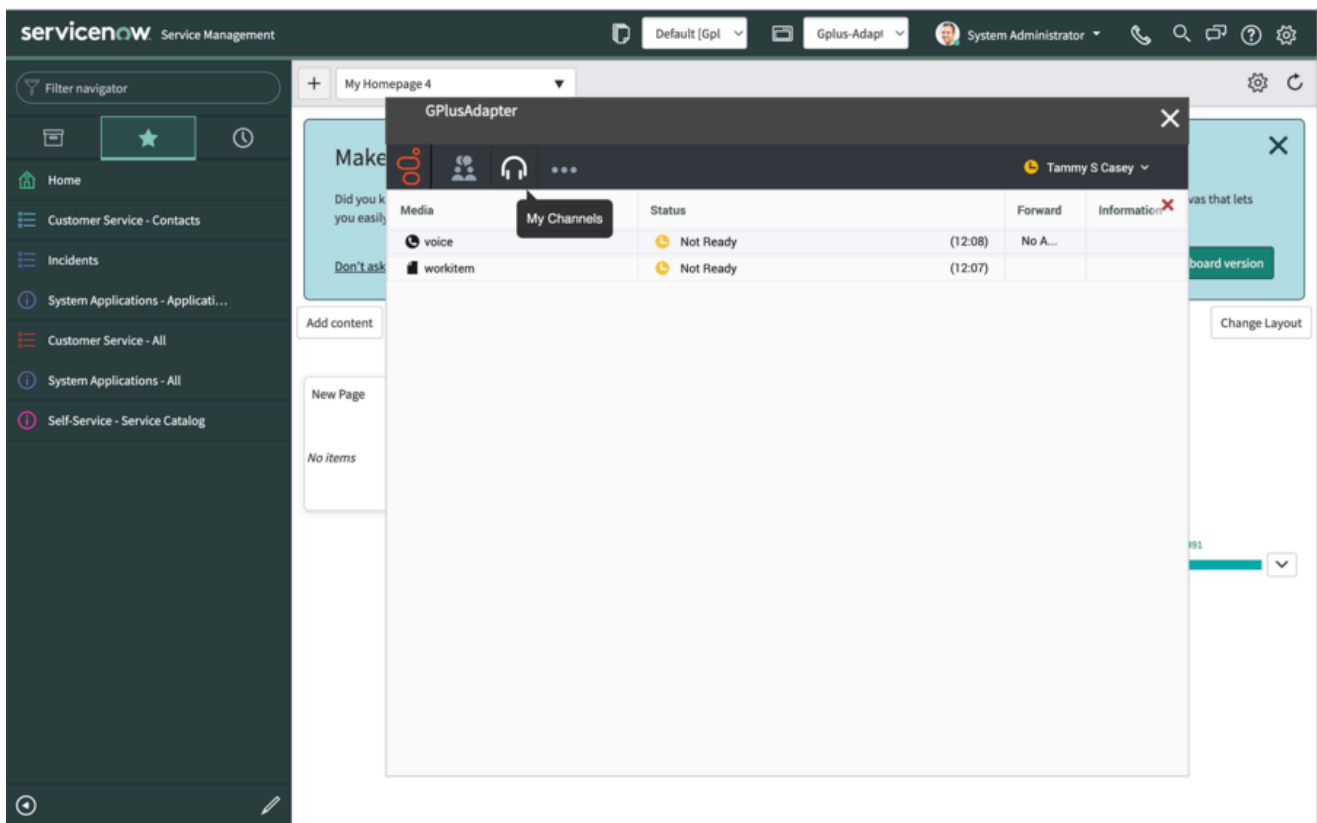 servicenow. Service Management
Default [Gpl
Gplus-Adapt
System Administrator
Filter navigator
Home
Customer Service - Contacts
Incidents
System Applications - Applicati...
Customer Service - All
System Applications - All
Self-Service - Service Catalog
My Homepage 4
GPlusAdapter
Make
Tammy S Casey
Did you k
vas that lets
you easily
Media
Status
Forward
Information
My Channels
voice
Not Ready
(12:08)
No A...
Don't ask
workitem
Not Ready
(12:07)
board version
Add content
Change Layout
New Page
No items
991